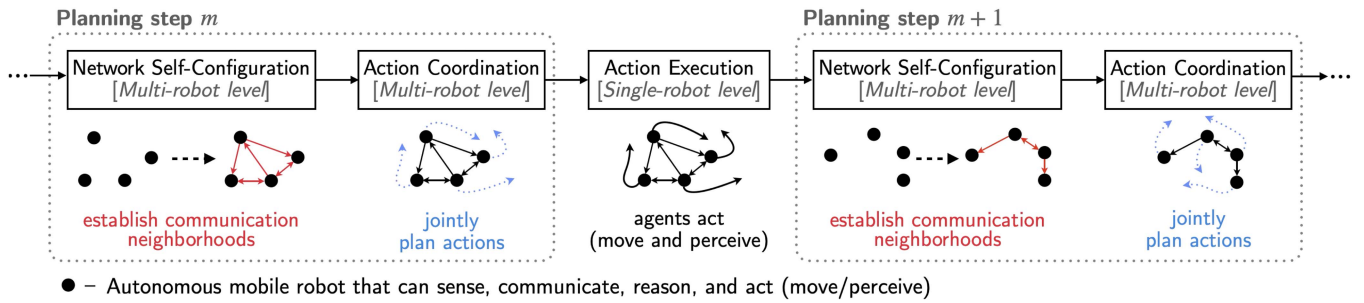 Planning step m
Planning step m + 1
Network Self-Configuration
[Multi-robot level]
Action Coordination
[Multi-robot level]
Action Execution
[Single-robot level]
Network Self-Configuration
[Multi-robot level]
Action Coordination
[Multi-robot level]
establish communication
neighborhoods
jointly
plan actions
agents act
(move and perceive)
establish communication
neighborhoods
jointly
plan actions
– Autonomous mobile robot that can sense, communicate, reason, and act (move/perceive)